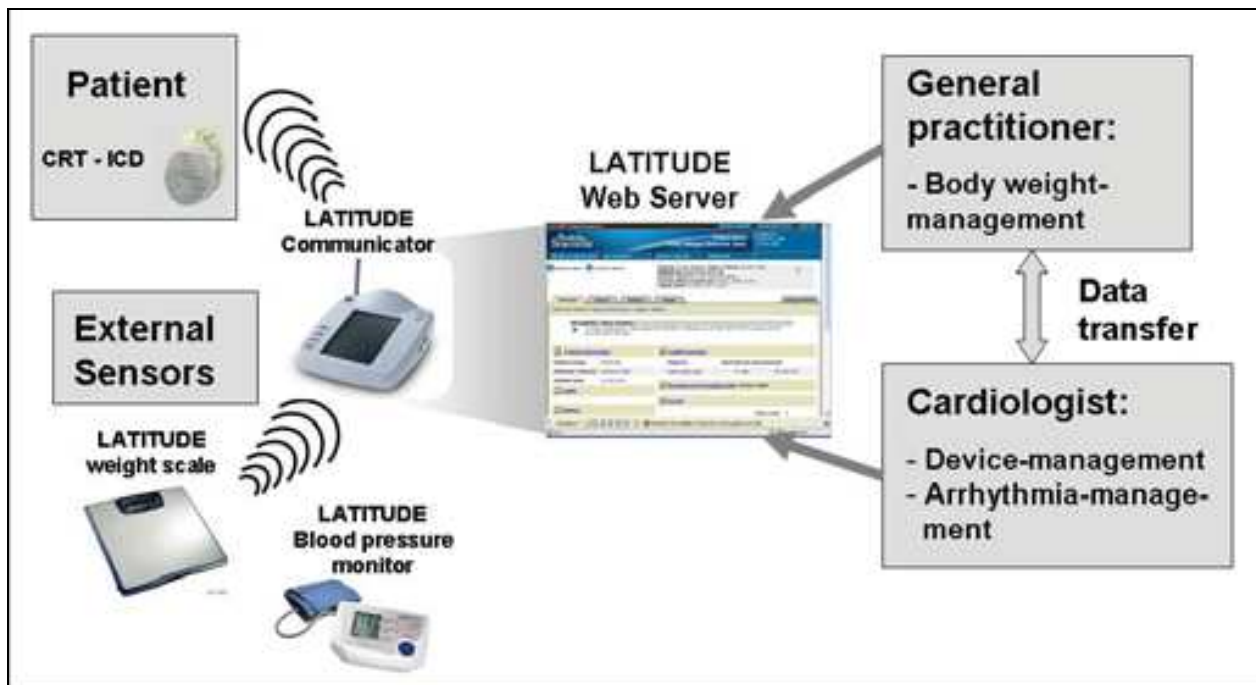 Patient
CRT - ICD
LATITUDE
Communicator
External
Sensors
LATITUDE
weight scale
LATITUDE
Blood pressure
monitor
LATITUDE
Web Server
General
practitioner:
- Body weight-
management
Data
transfer
Cardiologist:
- Device-management
- Arrhythmia-manage-
ment